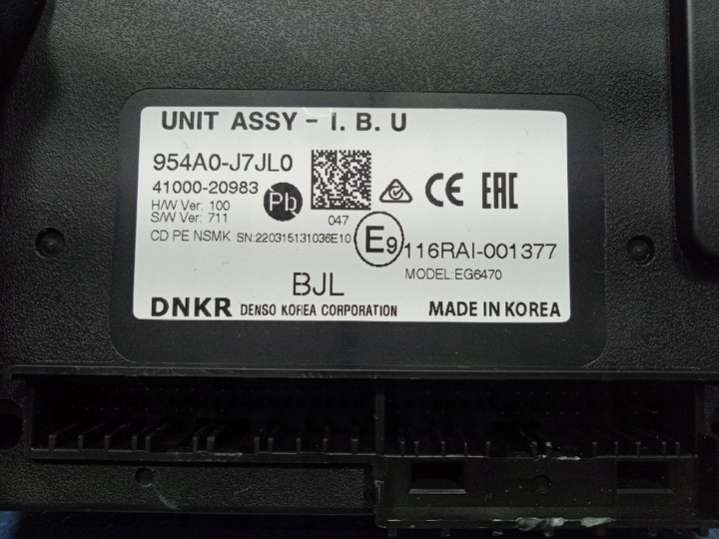 UNIT ASSY - I. B. U
954A0-J7JL0
41000-20983
H/W Ver: 100
S/W Ver: 711
Pb
047
CE
EAC
CD PE NSMK SN:220315131036E10
E9
116RAI-001377
MODEL:EG6470
BJL
DNKR DENSO KOREA CORPORATION MADE IN KOREA